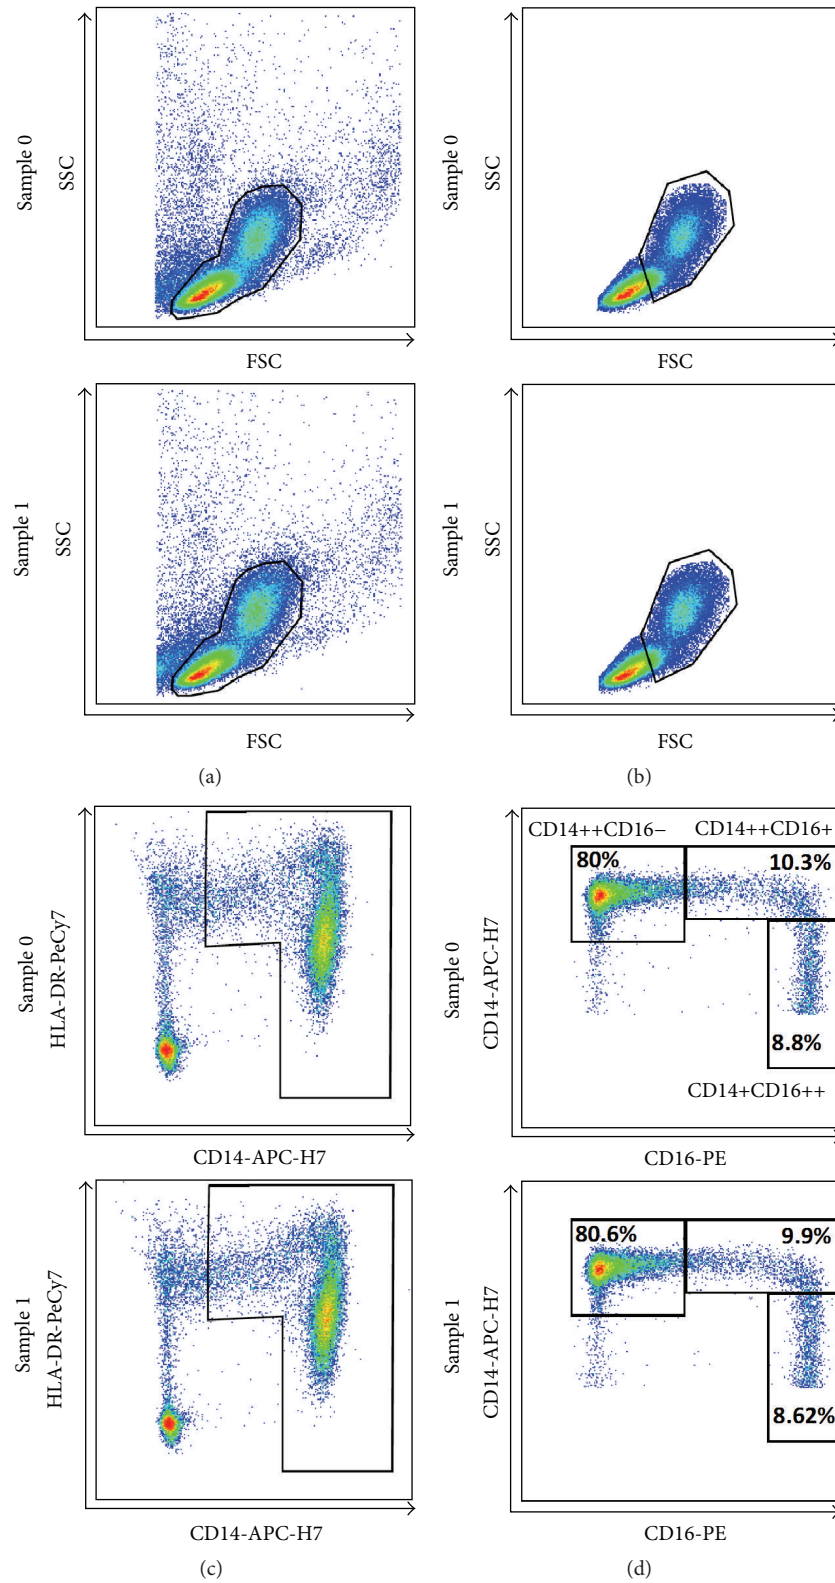 Sample 0
SSC
FSC
Sample 0
SSC
FSC
Sample 1
SSC
FSC
(a)
Sample 1
SSC
FSC
(b)
Sample 0
HLA-DR-PeCy7
CD14-APC-H7
Sample 0
CD14-APC-H7
CD14++CD16− CD14++CD16+
80% 10.3%
8.8%
CD14+CD16++
CD16-PE
Sample 1
HLA-DR-PeCy7
CD14-APC-H7
(c)
Sample 1
CD14-APC-H7
80.6% 9.9%
8.62%
CD16-PE
(d)